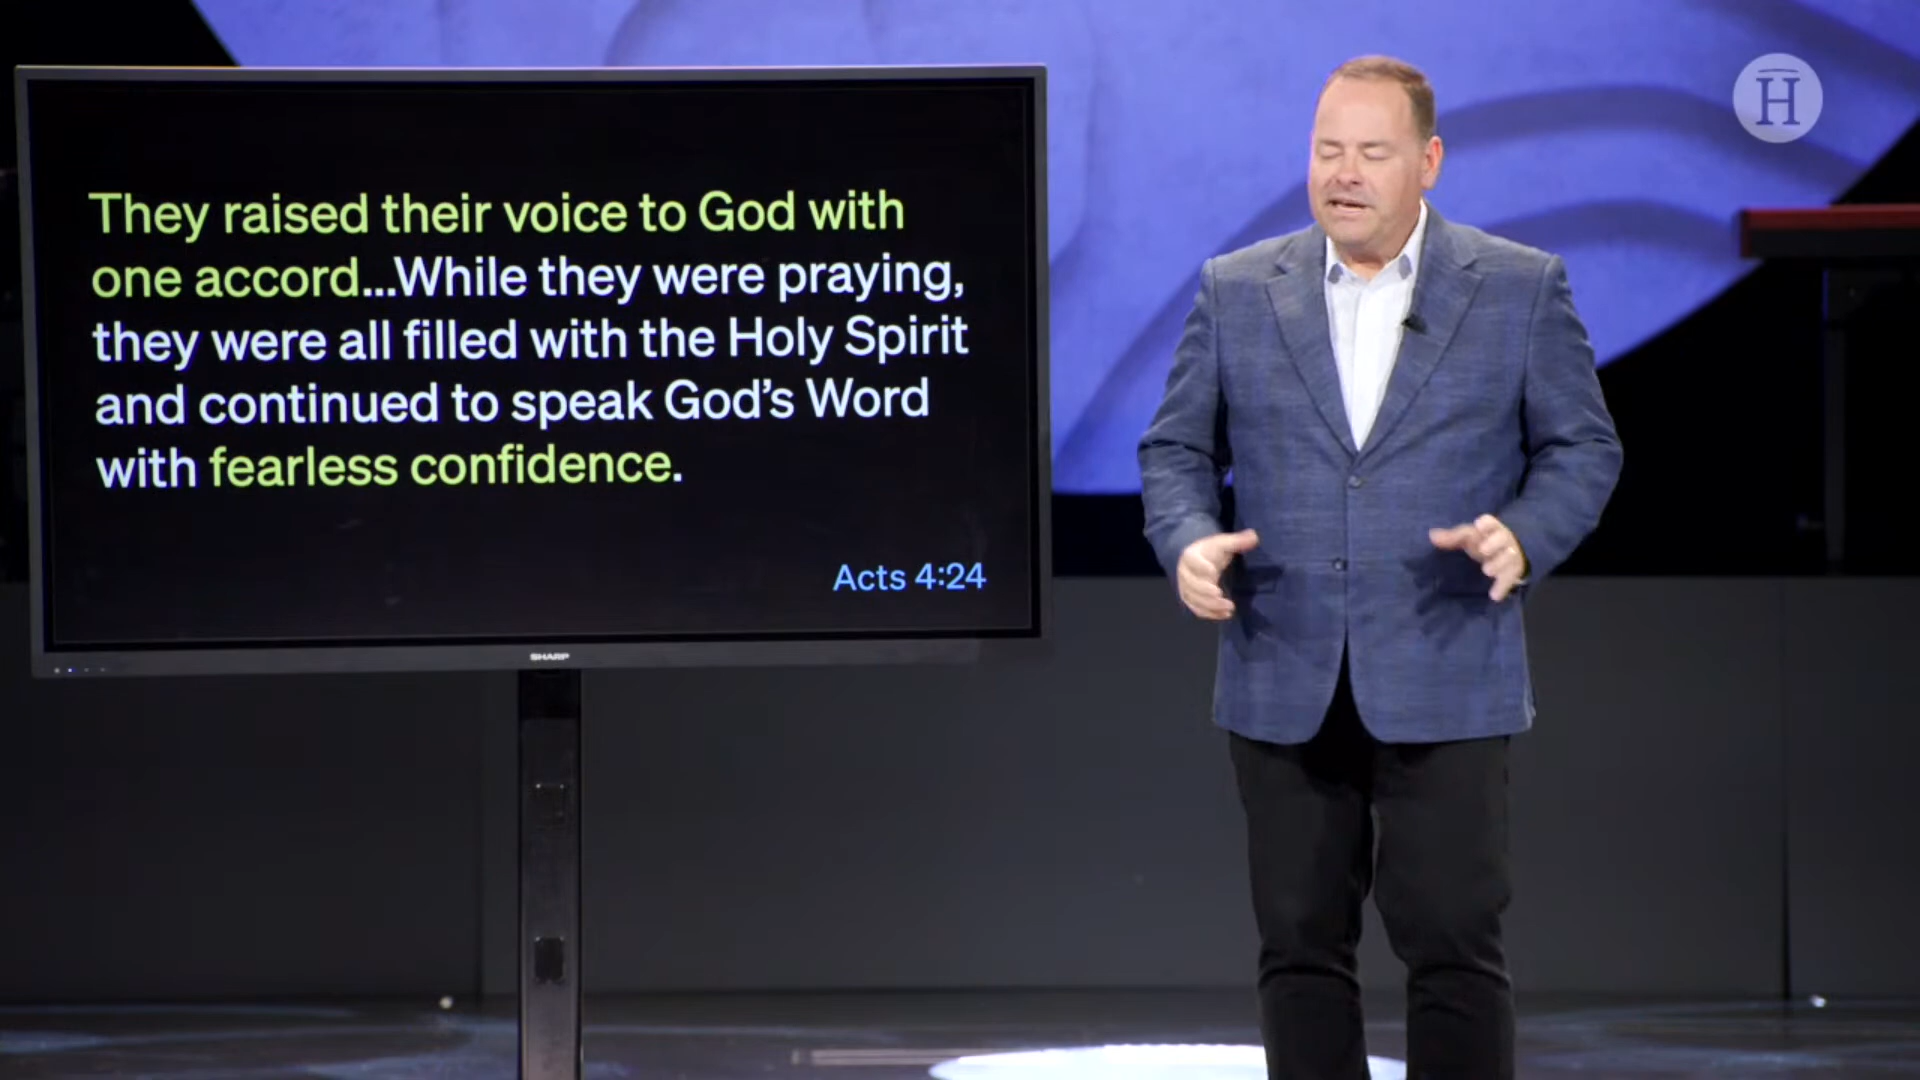 They raised their voice to God with
one accord...While they were praying,
they were all filled with the Holy Spirit
and continued to speak God's Word
with fearless confidence.
Acts 4:24
SHARP
H